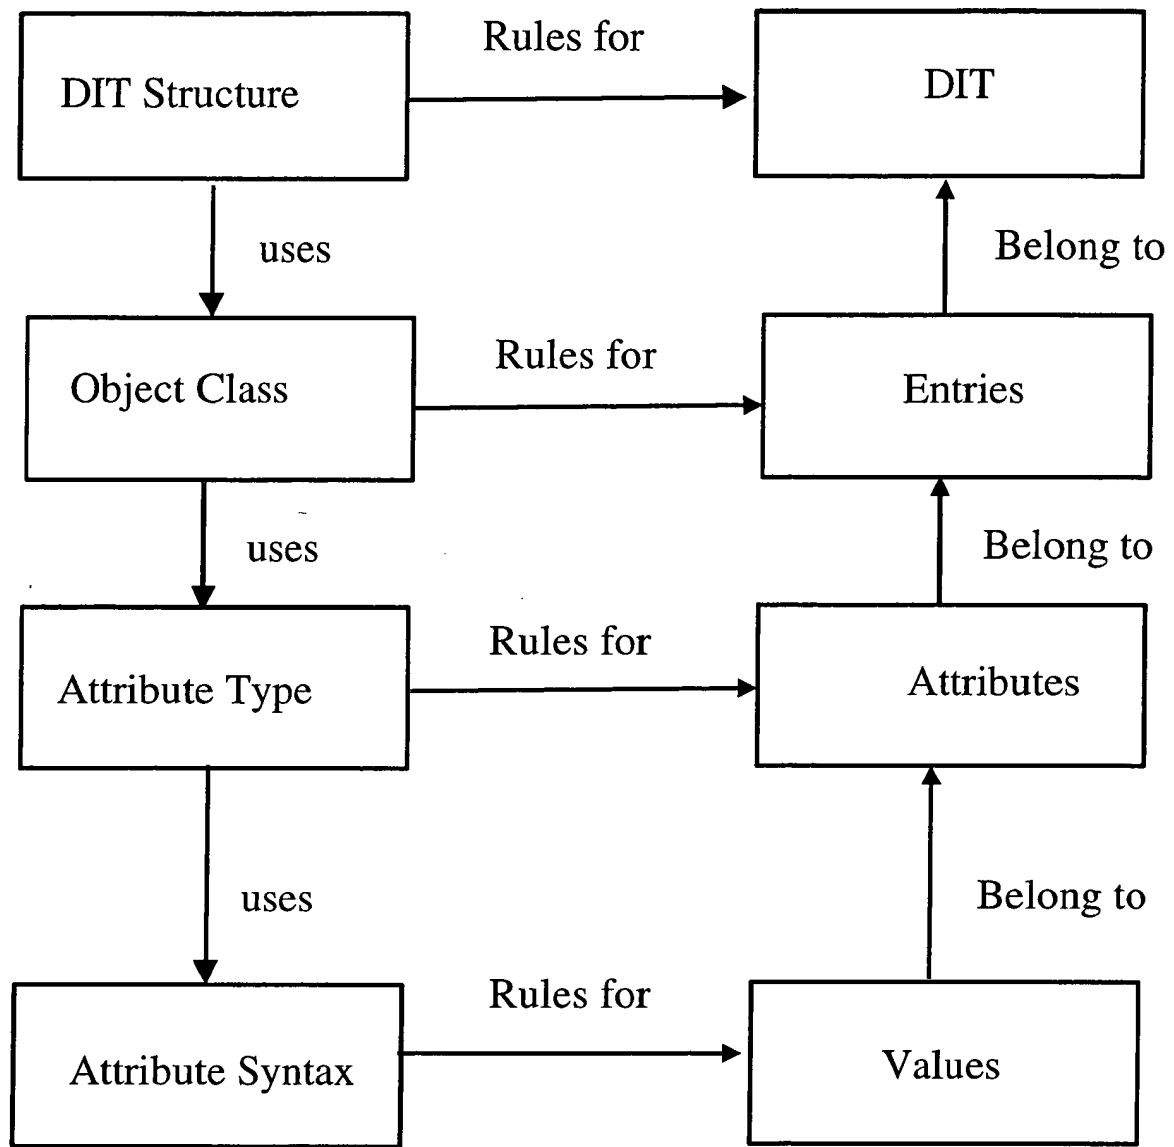 DIT Structure
Rules for
DIT
uses
Belong to
Object Class
Rules for
Entries
uses
Belong to
Attribute Type
Rules for
Attributes
uses
Belong to
Attribute Syntax
Rules for
Values